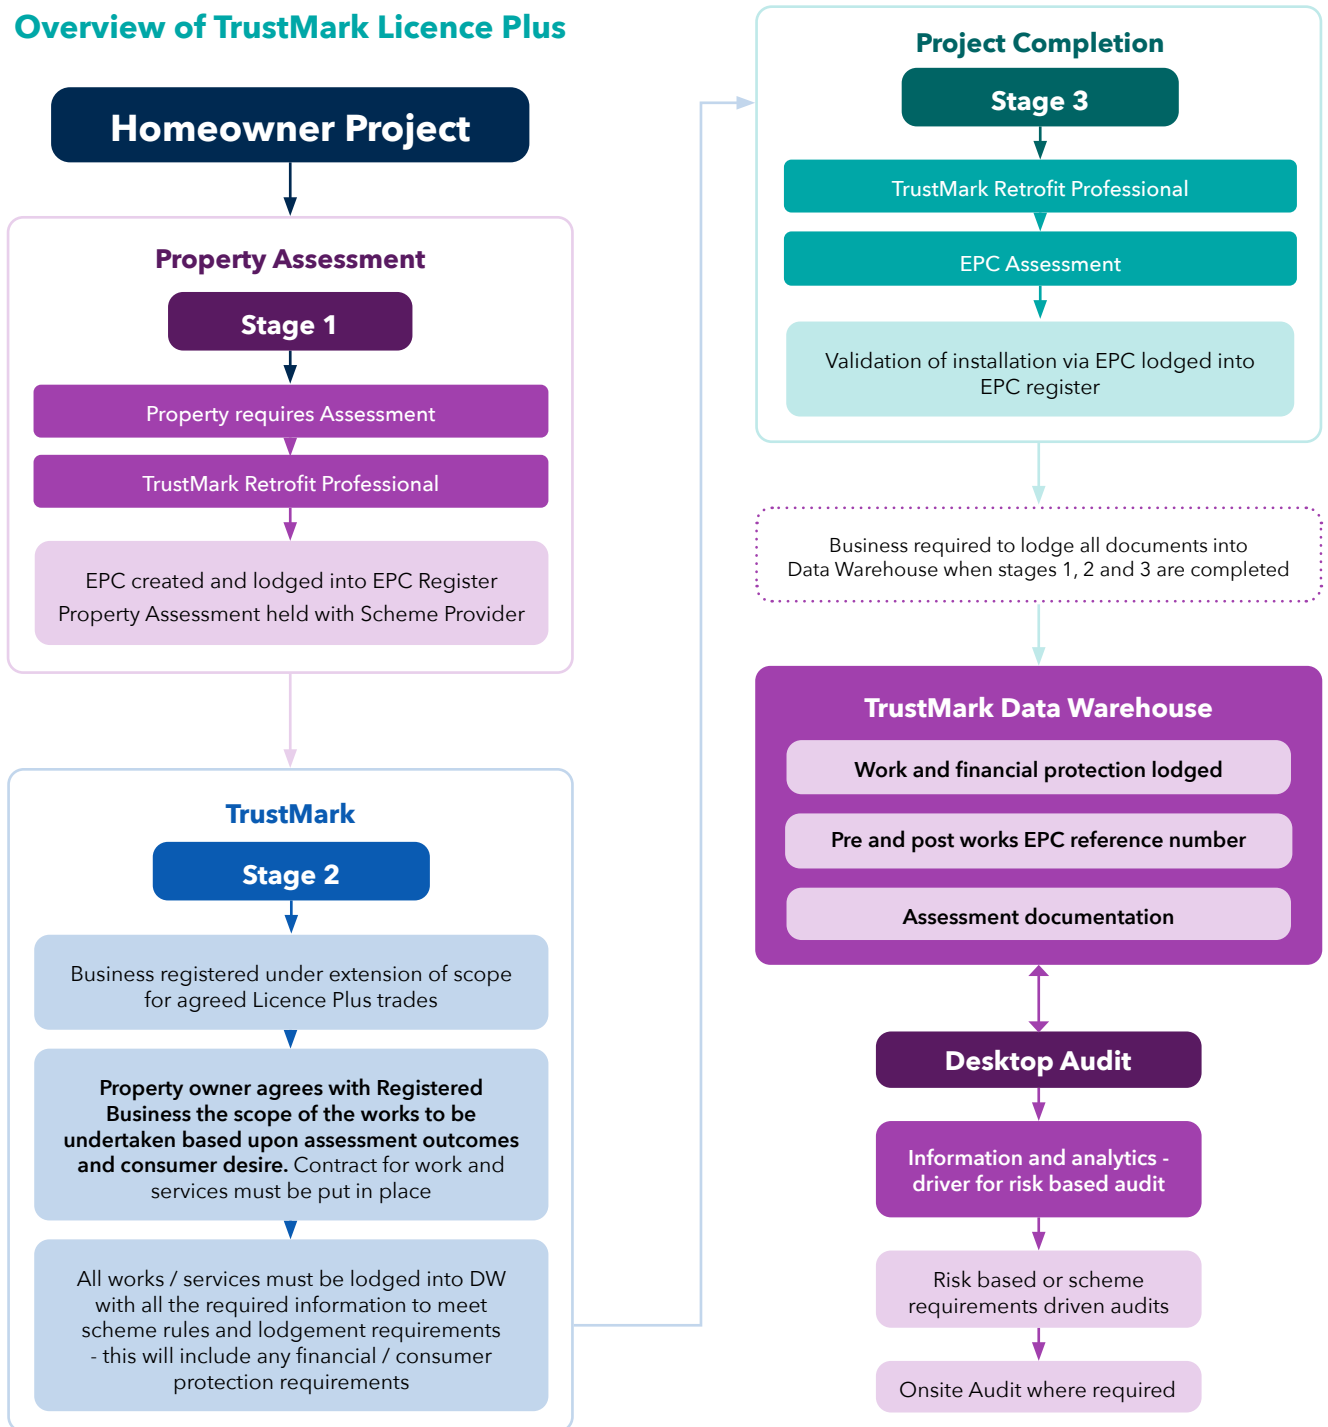 Overview of TrustMark Licence Plus
Homeowner Project
Property Assessment
Stage 1
Property requires Assessment
TrustMark Retrofit Professional
EPC created and lodged into EPC Register
Property Assessment held with Scheme Provider
TrustMark
Stage 2
Business registered under extension of scope
for agreed Licence Plus trades
Property owner agrees with Registered
Business the scope of the works to be
undertaken based upon assessment outcomes
and consumer desire. Contract for work and
services must be put in place
All works / services must be lodged into DW
with all the required information to meet
scheme rules and lodgement requirements
- this will include any financial / consumer
protection requirements
Project Completion
Stage 3
TrustMark Retrofit Professional
EPC Assessment
Validation of installation via EPC lodged into
EPC register
Business required to lodge all documents into
Data Warehouse when stages 1, 2 and 3 are completed
TrustMark Data Warehouse
Work and financial protection lodged
Pre and post works EPC reference number
Assessment documentation
Desktop Audit
Information and analytics -
driver for risk based audit
Risk based or scheme
requirements driven audits
Onsite Audit where required